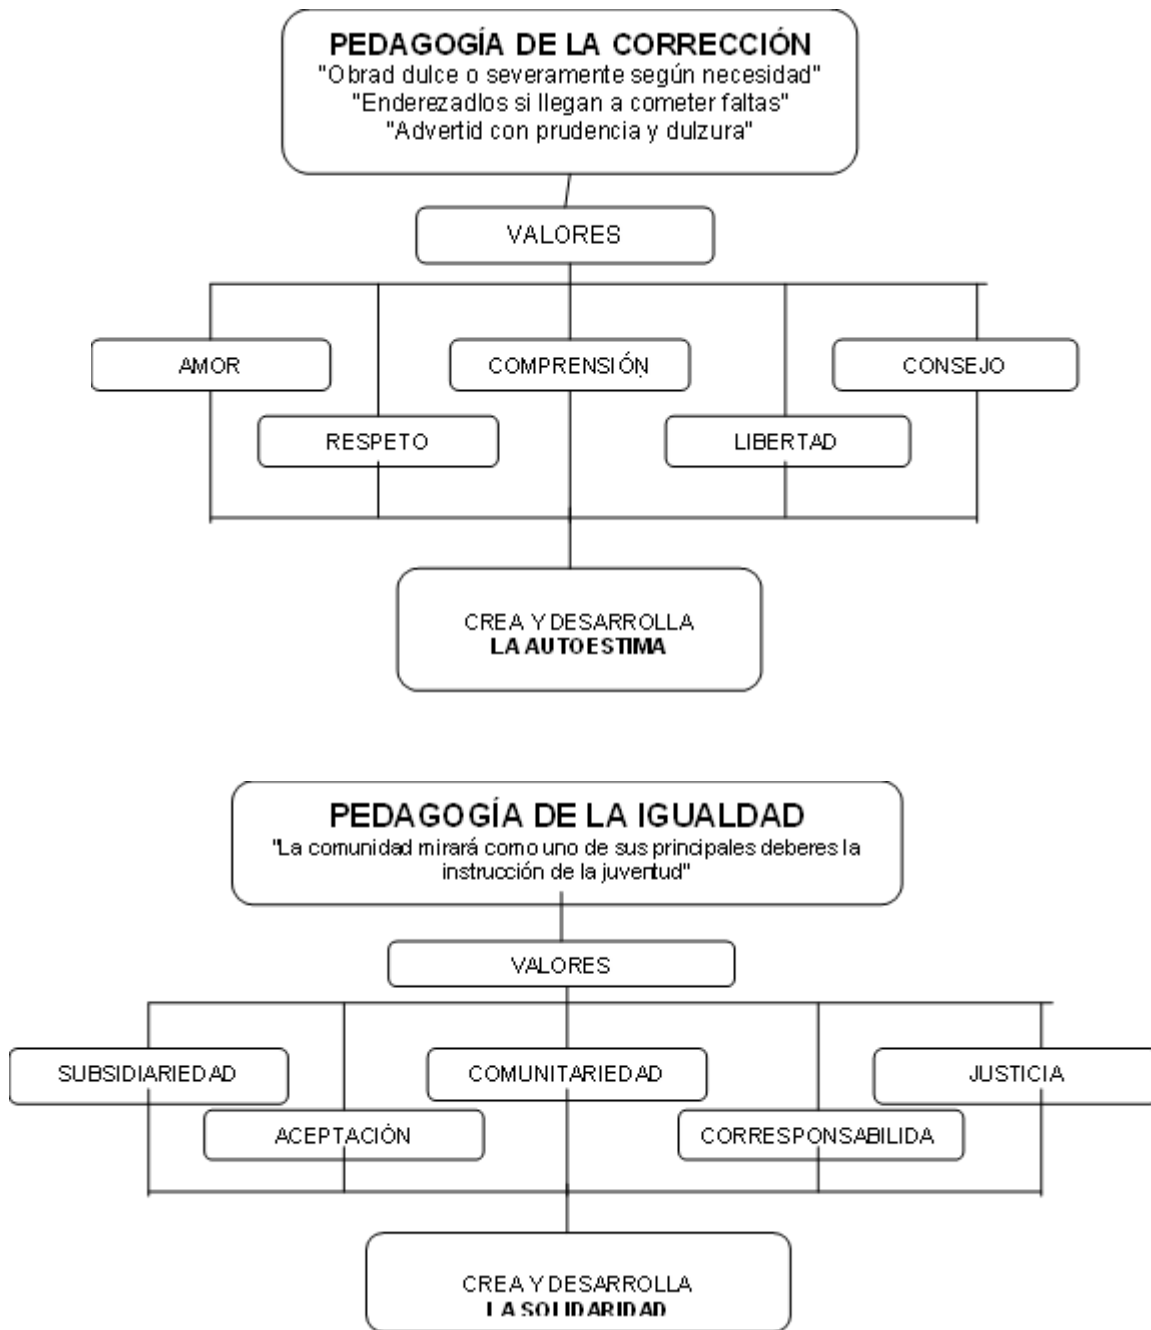 PEDAGOGÍA DE LA CORRECCIÓN
"Obrad dulce o severamente según necesidad"
"Enderezadlos si llegan a cometer faltas"
"Advertid con prudencia y dulzura"
VALORES
AMOR
COMPRENSIÓN
CONSEJO
RESPETO
LIBERTAD
CREA Y DESARROLLA
LA AUTOESTIMA
PEDAGOGÍA DE LA IGUALDAD
"La comunidad mirará como uno de sus principales deberes la
instrucción de la juventud"
VALORES
SUBSIDIARIEDAD
COMUNITARIEDAD
JUSTICIA
ACEPTACIÓN
CORRESPONSABILIDA
CREA Y DESARROLLA
LA SOLIDARIDAD